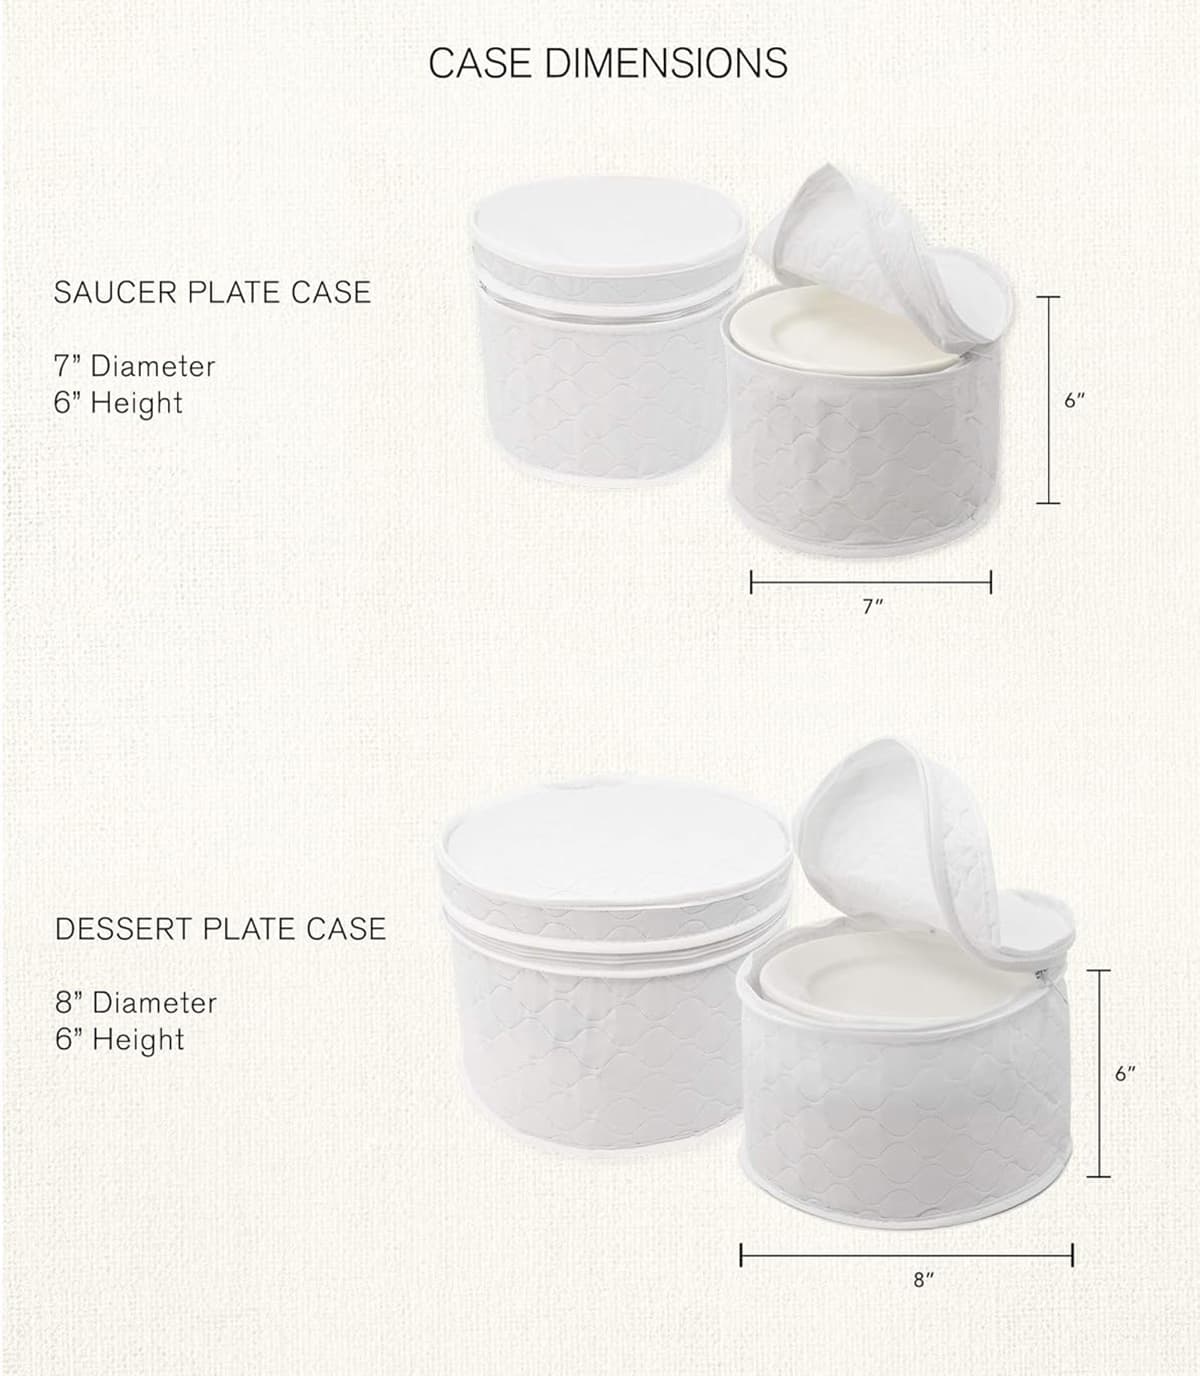 CASE DIMENSIONS
SAUCER PLATE CASE
7” Diameter
6” Height
6”
7”
DESSERT PLATE CASE
8” Diameter
6” Height
6”
8”